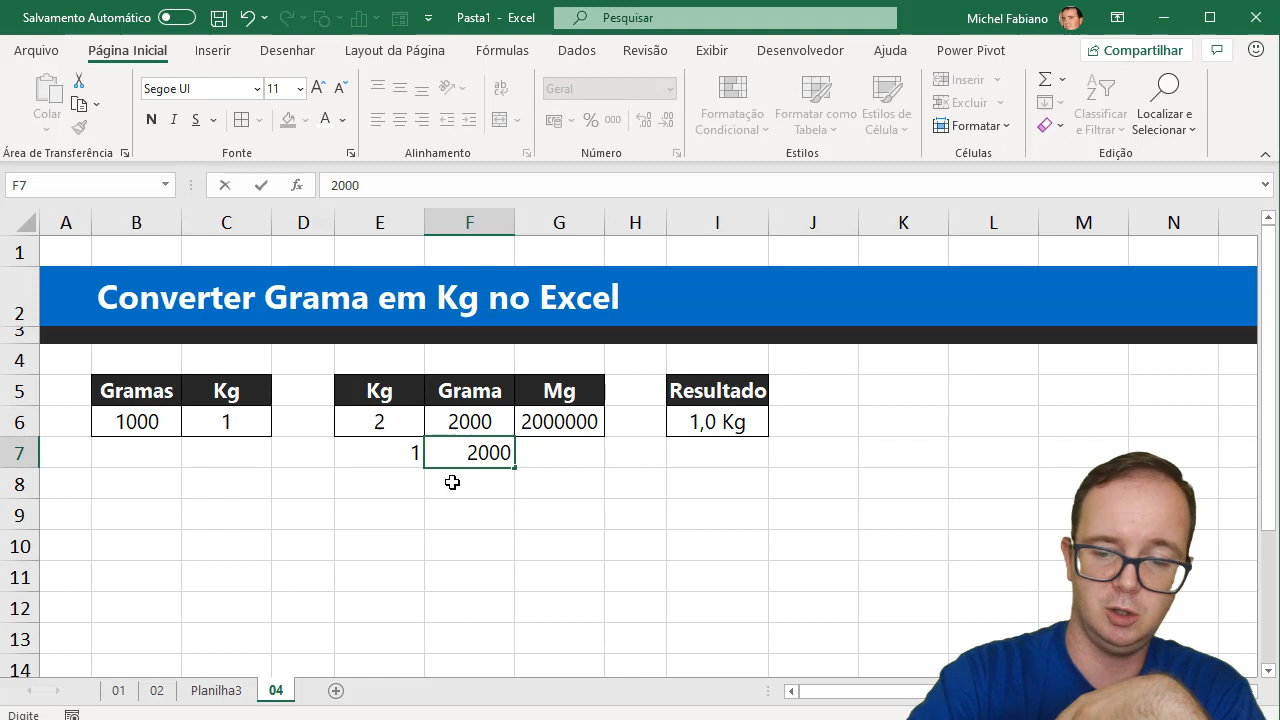 Salvamento Automático
Pasta1 - Excel
Pesquisar
Michel Fabiano
Arquivo Página Inicial Inserir Desenhar Layout da Página Fórmulas Dados Revisão Exibir Desenvolvedor Ajuda Power Pivot Compartilhar
Colar
Área de Transferência
Segoe UI 11
N I S A
Fonte
ab
Alinhamento
Geral
% 000
Número
Formatação Condicional
Formatar como Tabela
Estilos de Célula
Estilos
Inserir
Excluir
Formatar
Células
Classificar e Filtrar
Localizar e Selecionar
Edição
F7 fx 2000
A B C D E F G H I J K L M N
1
2 Converter Grama em Kg no Excel
3
4
5 Gramas Kg Kg Grama Mg Resultado
6 1000 1 2 2000 2000000 1,0 Kg
7 1 2000
8
9
10
11
12
13
14
01 02 Planilha3 04
Digite